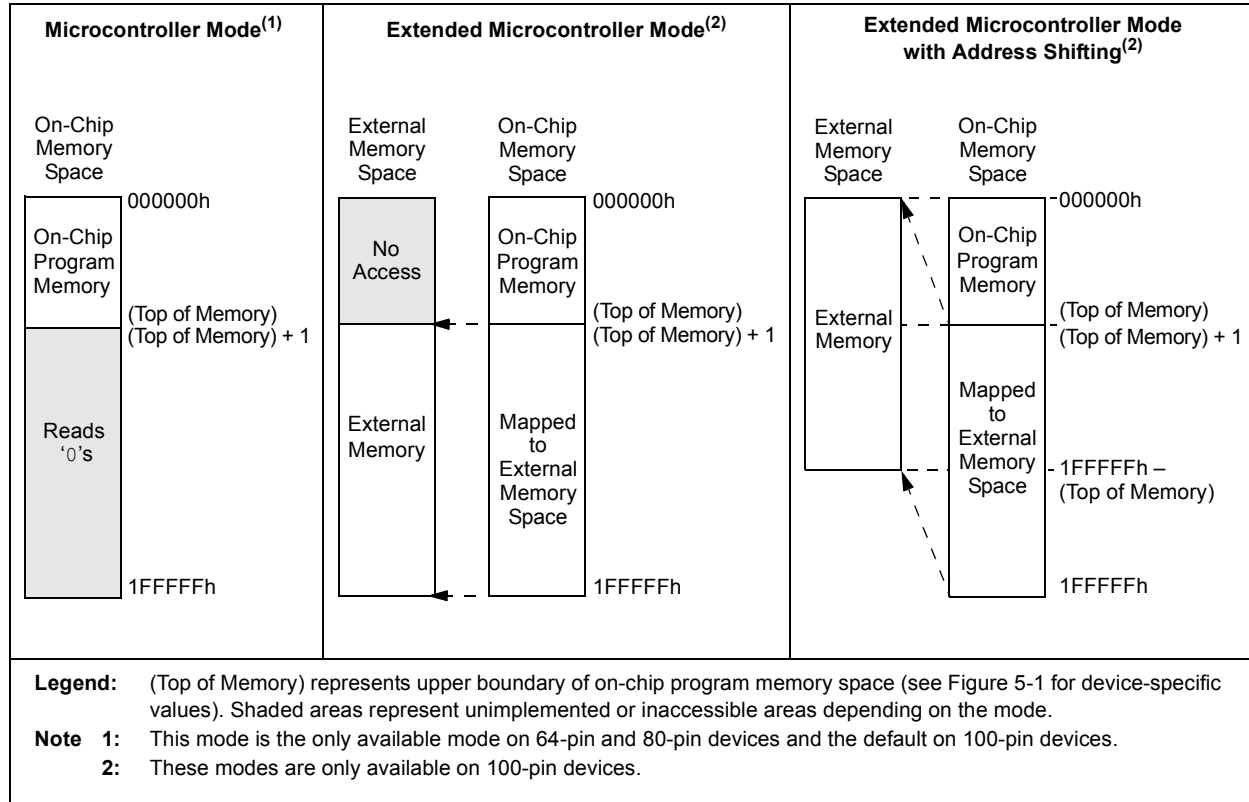 Microcontroller Mode(1)
On-Chip
Memory
Space
000000h
On-Chip
Program
Memory
(Top of Memory)
(Top of Memory) + 1
Reads
‘0’s
1FFFFFh
Extended Microcontroller Mode(2)
External
Memory
Space
On-Chip
Memory
Space
000000h
No
Access
On-Chip
Program
Memory
(Top of Memory)
(Top of Memory) + 1
External
Memory
Mapped
to
External
Memory
Space
1FFFFFh
Extended Microcontroller Mode
with Address Shifting(2)
External
Memory
Space
On-Chip
Memory
Space
000000h
On-Chip
Program
Memory
(Top of Memory)
(Top of Memory) + 1
External
Memory
Mapped
to
External
Memory
Space
1FFFFFh –
(Top of Memory)
1FFFFFh
Legend: (Top of Memory) represents upper boundary of on-chip program memory space (see Figure 5-1 for device-specific
values). Shaded areas represent unimplemented or inaccessible areas depending on the mode.
Note 1: This mode is the only available mode on 64-pin and 80-pin devices and the default on 100-pin devices.
2: These modes are only available on 100-pin devices.